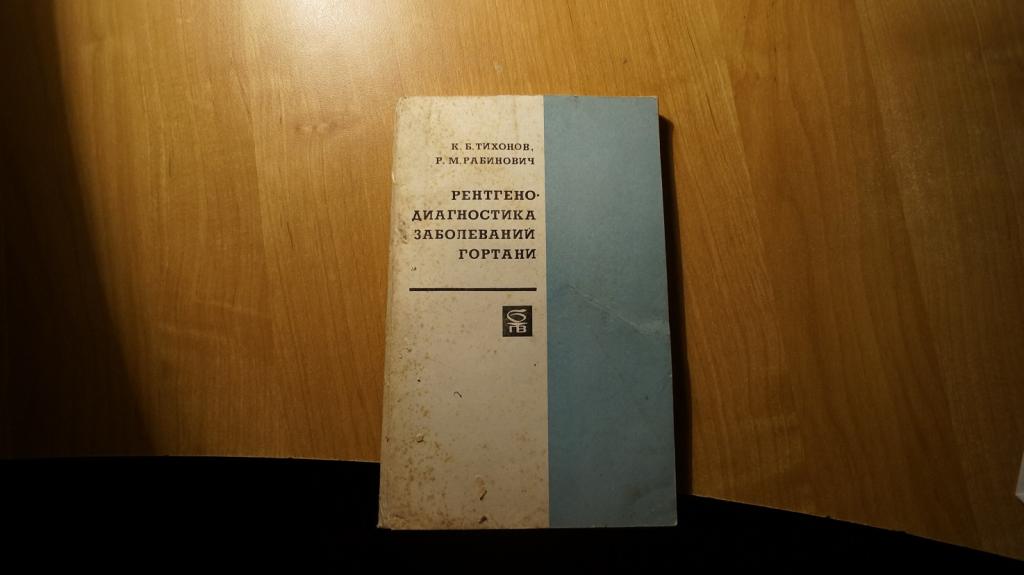 К. Б. ТИХОНОВ,
Р. М. РАБИНОВИЧ
РЕНТГЕНО-
ДИАГНОСТИКА
ЗАБОЛЕВАНИЙ
ГОРТАНИ